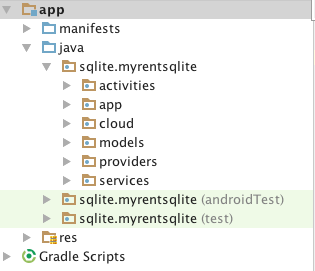 app
manifests
java
sqlite.myrentsqlite
activities
app
cloud
models
providers
services
sqlite.myrentsqlite (androidTest)
sqlite.myrentsqlite (test)
res
Gradle Scripts